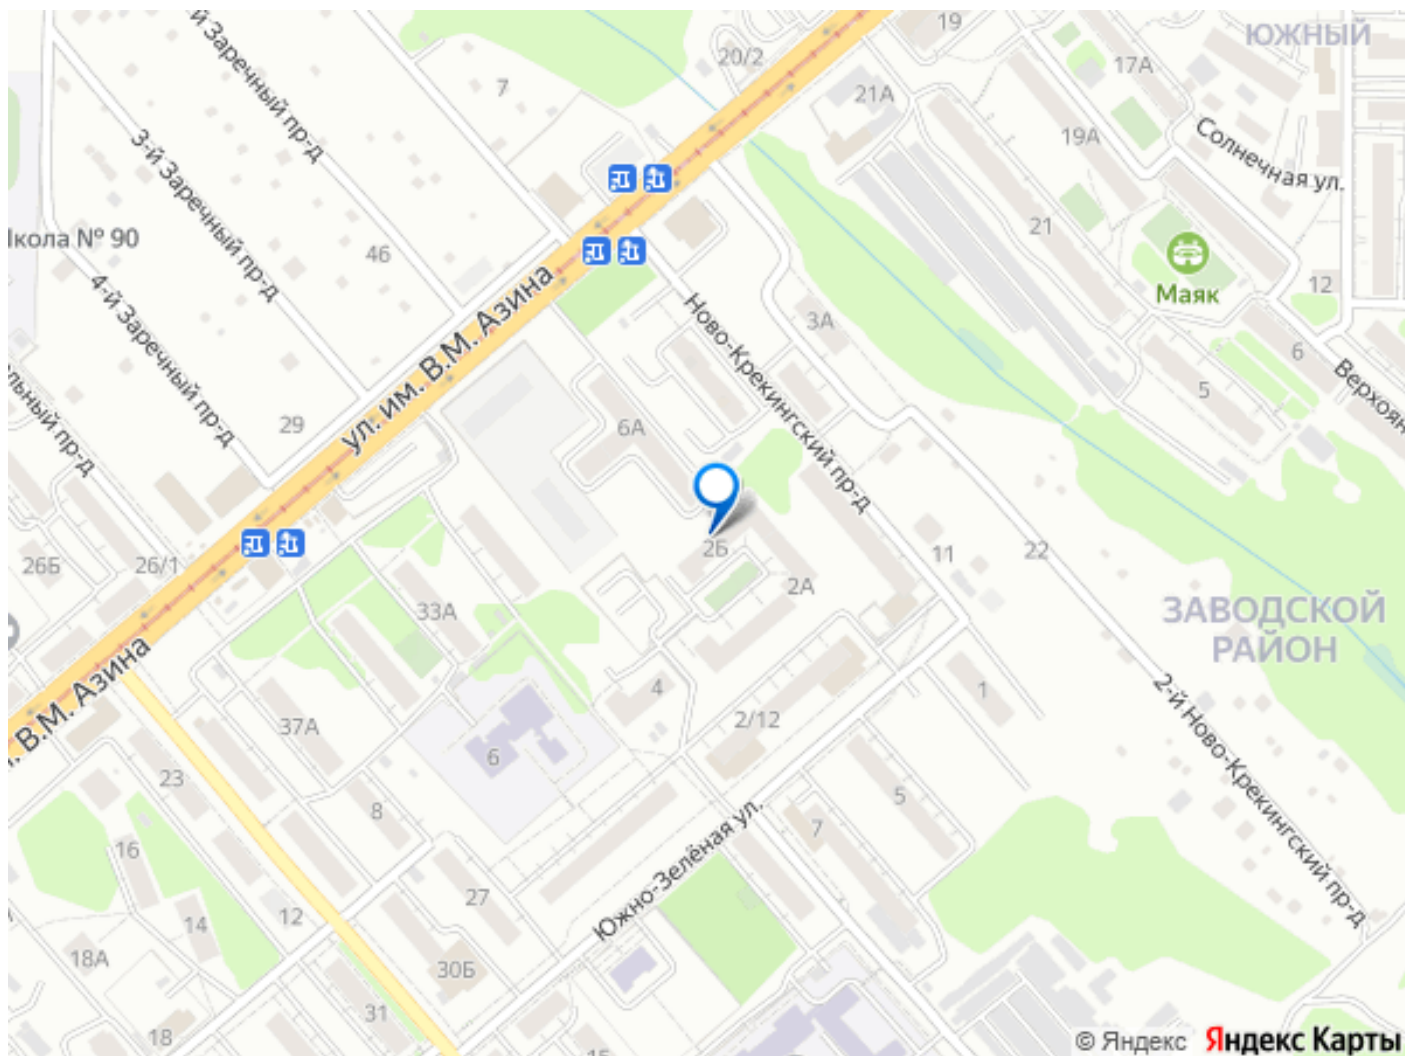 19
ЮЖНЫЙ
20/2
17А
й Заречный пр-д
7
21А
19А
Солнечная ул.
3-й Заречный пр-д
кола № 90
46
21
Маяк
12
4-й Заречный пр-д
ул. им. В.М. Азина
Ново-Крекингский пр-д
3А
6
5
Верхоян
льный пр-д
29
6А
26Б
26/1
2Б
2А
11
22
33А
ЗАВОДСКОЙ
РАЙОН
В.М. Азина
4
1
2-й Ново-Крекингский пр-д
37А
2/12
6
23
8
5
7
16
27
Южно-Зелёная ул.
14
12
18А
30Б
31
18
15
© Яндекс Яндекс Карты